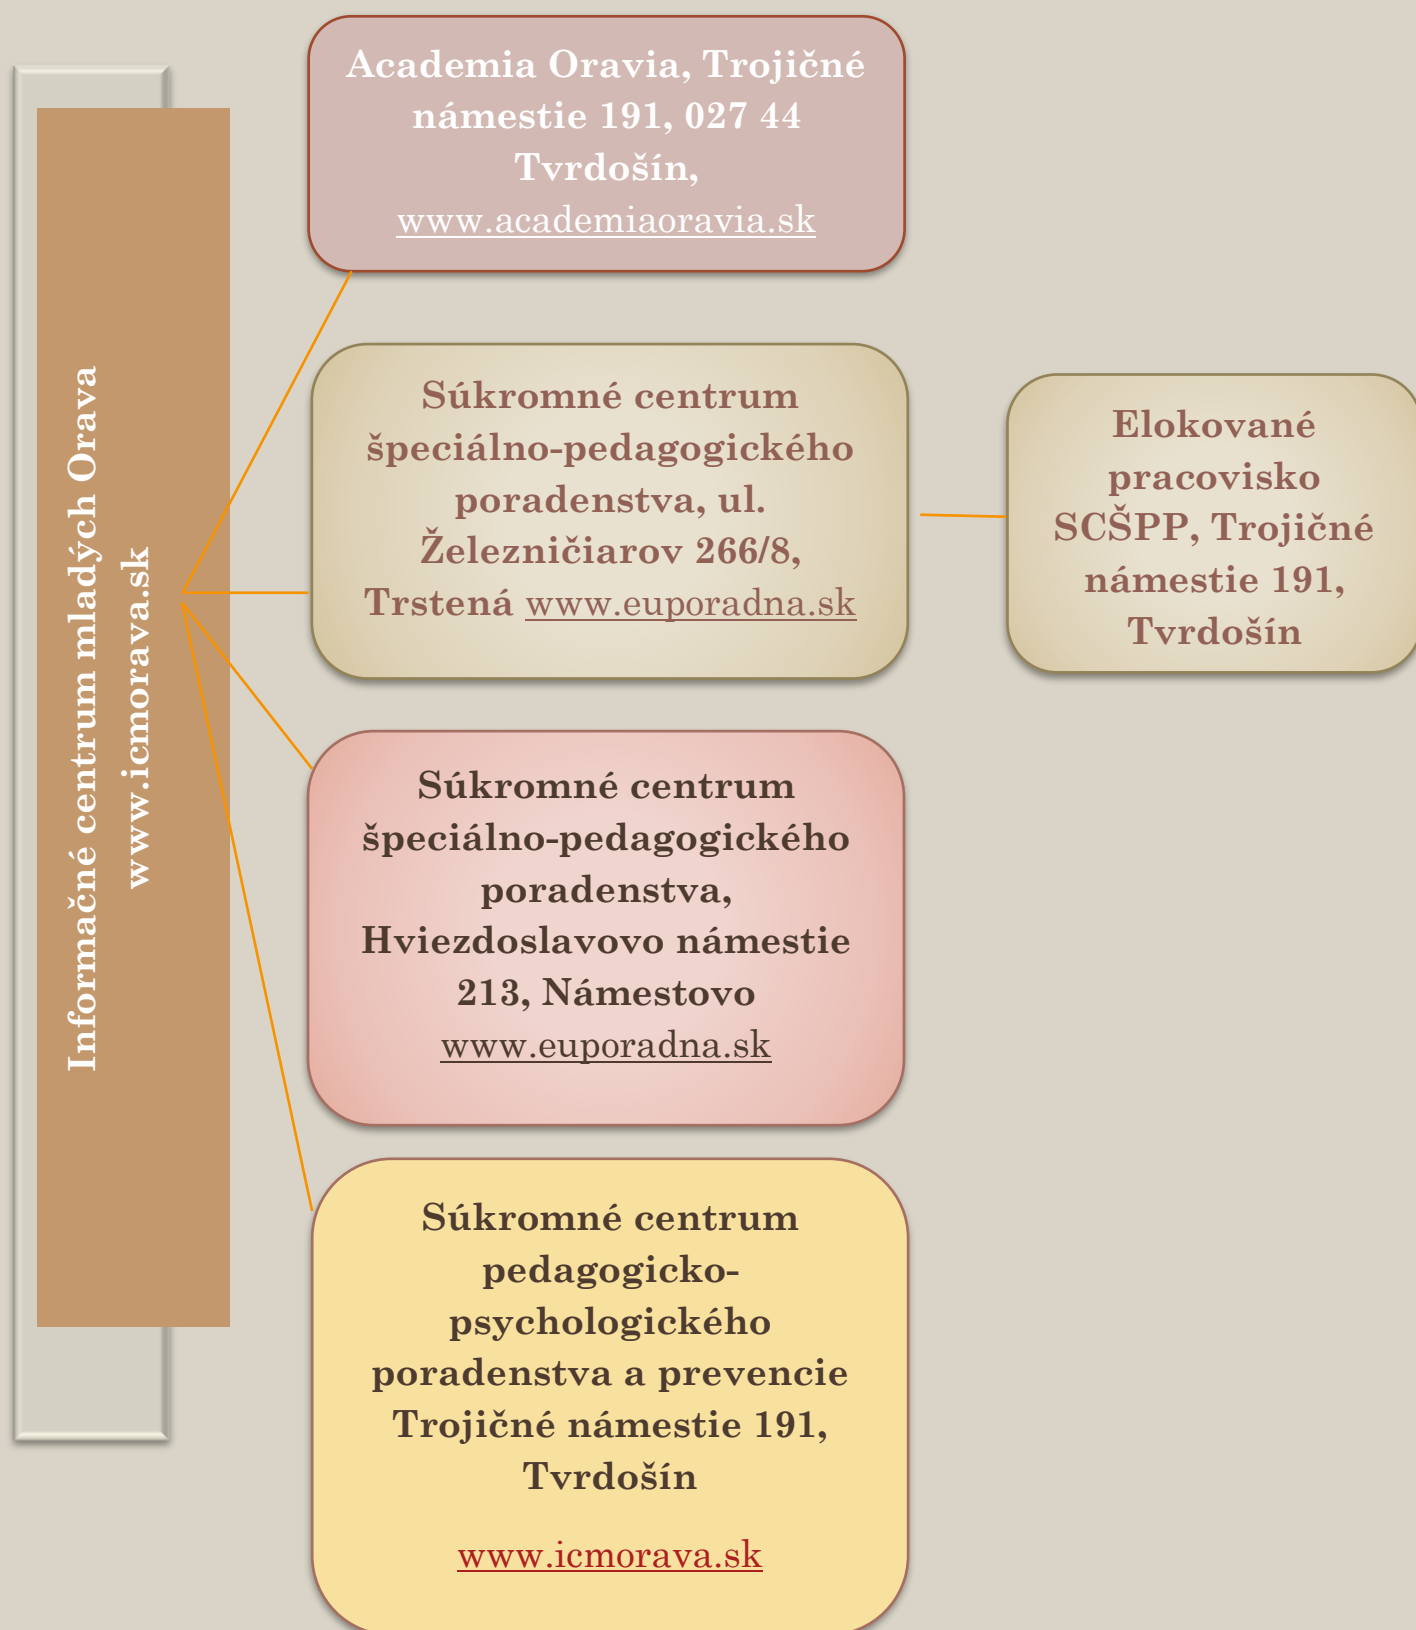 Informačné centrum mladých Orava
www.icmorava.sk
Academia Oravia, Trojičné
námestie 191, 027 44
Tvrdošín,
www.academiaoravia.sk
Súkromné centrum
špeciálno-pedagogického
poradenstva, ul.
Železničiarov 266/8,
Trstená www.euporadna.sk
Elokované
pracovisko
SCŠPP, Trojičné
námestie 191,
Tvrdošín
Súkromné centrum
špeciálno-pedagogického
poradenstva,
Hviezdoslavovo námestie
213, Námestovo
www.euporadna.sk
Súkromné centrum
pedagogicko-
psychologického
poradenstva a prevencie
Trojičné námestie 191,
Tvrdošín
www.icmorava.sk